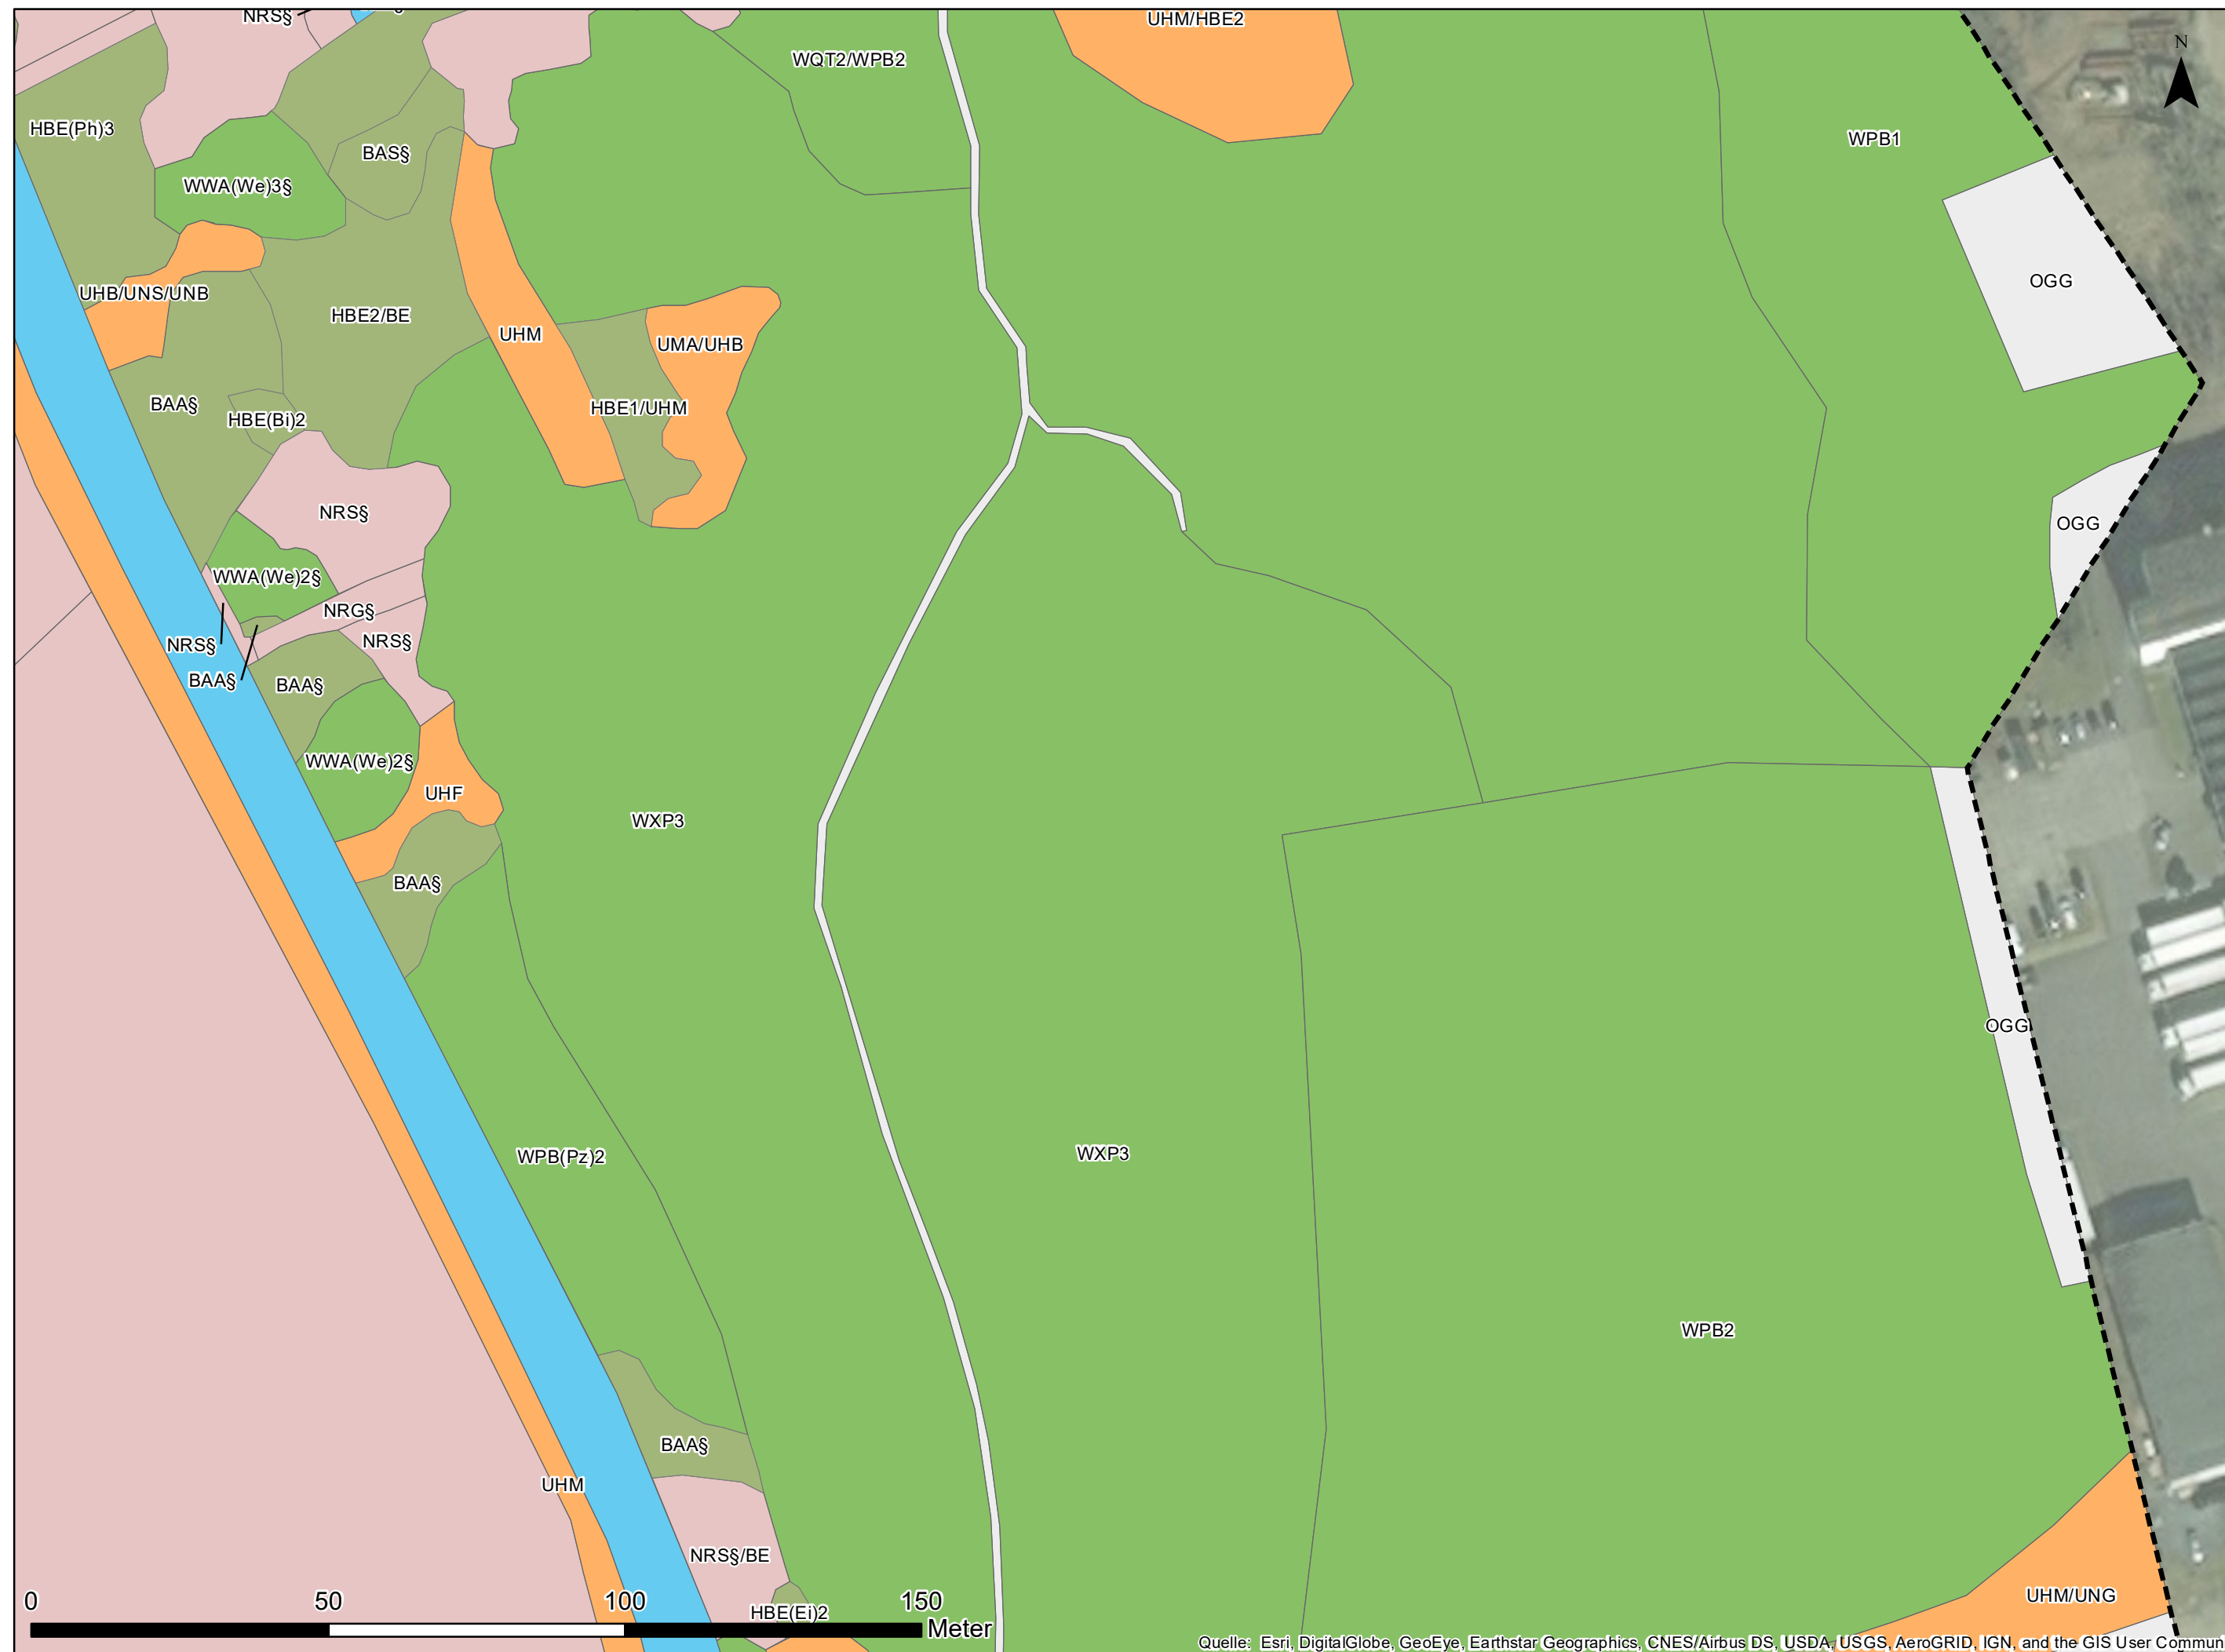 NRS§
UHM/HBE2
N
WQT2/WPB2
HBE(Ph)3
WPB1
BAS§
WWA(We)3§
OGG
UHB/UNS/UNB
HBE2/BE
UHM
UMA/UHB
BAA§
HBE1/UHM
HBE(Bi)2
NRS§
OGG
WWA(We)2§
NRG§
NRS§
NRS§
BAA§
BAA§
WWA(We)2§
UHF
WXP3
BAA§
OGG
WPB(Pz)2
WXP3
WPB2
BAA§
UHM
NRS§/BE
UHM/UNG
HBE(Ei)2
0 50 100 150
Meter
Quelle: Esri, DigitalGlobe, GeoEye, Earthstar Geographics, CNES/Airbus DS, USDA, USGS, AeroGRID, IGN, and the GIS User Commun